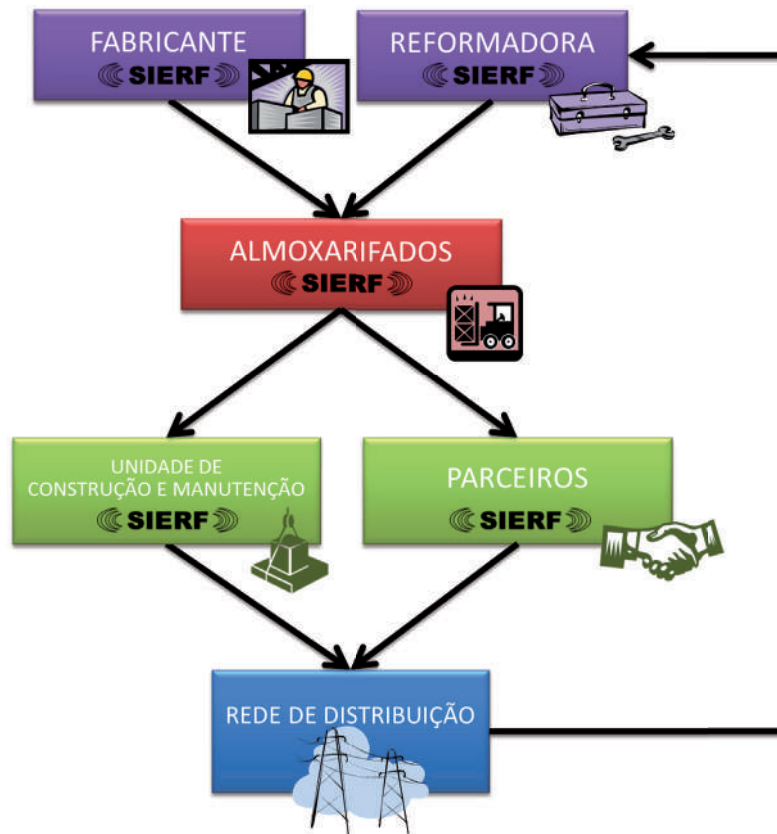 FABRICANTE
SIERF
REFORMADORA
SIERF
ALMOXARIFADOS
SIERF
UNIDADE DE
CONSTRUÇÃO E MANUTENÇÃO
SIERF
PARCEIROS
SIERF
REDE DE DISTRIBUIÇÃO